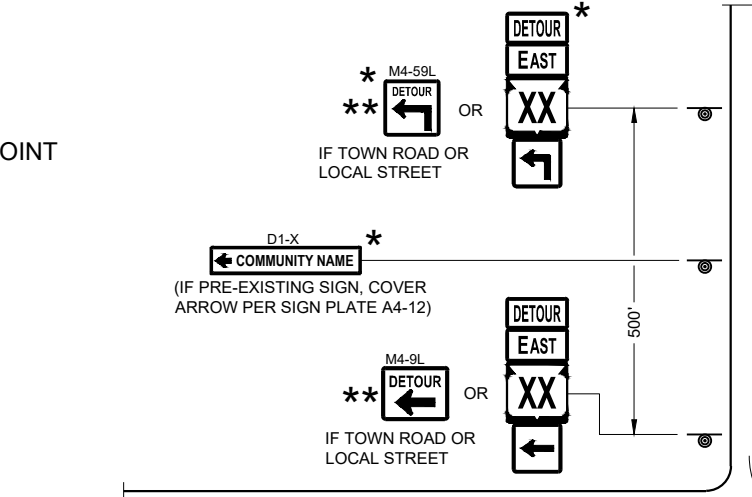 DETOUR *
EAST
* M4-59L
** DETOUR
OR
XX
OINT
IF TOWN ROAD OR
LOCAL STREET
D1-X *
COMMUNITY NAME
(IF PRE-EXISTING SIGN, COVER
ARROW PER SIGN PLATE A4-12)
500'
DETOUR
EAST
M4-9L
** DETOUR
OR
XX
IF TOWN ROAD OR
LOCAL STREET